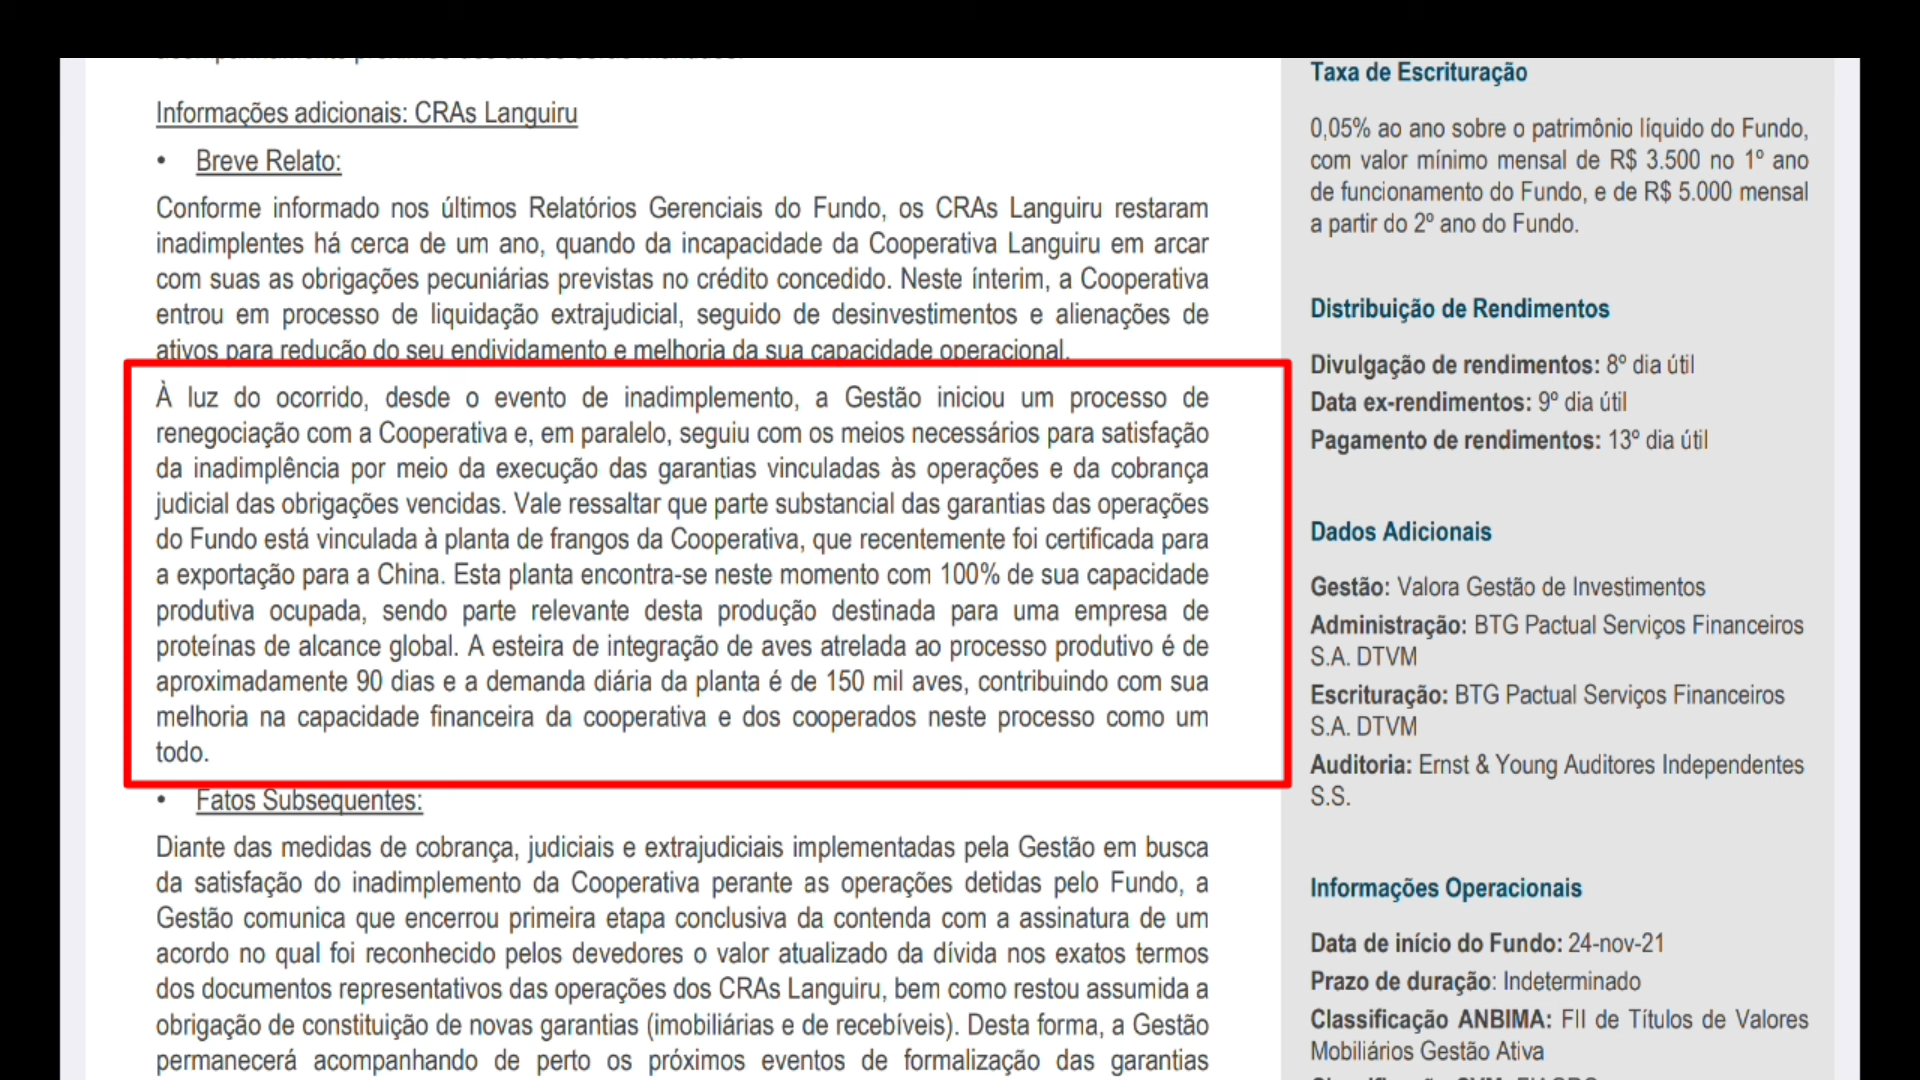 Informações adicionais: CRAs Languiru
• Breve Relato:
Conforme informado nos últimos Relatórios Gerenciais do Fundo, os CRAs Languiru restaram
inadimplentes há cerca de um ano, quando da incapacidade da Cooperativa Languiru em arcar
com suas as obrigações pecuniárias previstas no crédito concedido. Neste ínterim, a Cooperativa
entrou em processo de liquidação extrajudicial, seguido de desinvestimentos e alienações de
ativos para redução do seu endividamento e melhoria da sua capacidade operacional.
À luz do ocorrido, desde o evento de inadimplemento, a Gestão iniciou um processo de
renegociação com a Cooperativa e, em paralelo, seguiu com os meios necessários para satisfação
da inadimplência por meio da execução das garantias vinculadas às operações e da cobrança
judicial das obrigações vencidas. Vale ressaltar que parte substancial das garantias das operações
do Fundo está vinculada à planta de frangos da Cooperativa, que recentemente foi certificada para
a exportação para a China. Esta planta encontra-se neste momento com 100% de sua capacidade
produtiva ocupada, sendo parte relevante desta produção destinada para uma empresa de
proteínas de alcance global. A esteira de integração de aves atrelada ao processo produtivo é de
aproximadamente 90 dias e a demanda diária da planta é de 150 mil aves, contribuindo com sua
melhoria na capacidade financeira da cooperativa e dos cooperados neste processo como um
todo.
• Fatos Subsequentes:
Diante das medidas de cobrança, judiciais e extrajudiciais implementadas pela Gestão em busca
da satisfação do inadimplemento da Cooperativa perante as operações detidas pelo Fundo, a
Gestão comunica que encerrou primeira etapa conclusiva da contenda com a assinatura de um
acordo no qual foi reconhecido pelos devedores o valor atualizado da dívida nos exatos termos
dos documentos representativos das operações dos CRAs Languiru, bem como restou assumida a
obrigação de constituição de novas garantias (imobiliárias e de recebíveis). Desta forma, a Gestão
permanecerá acompanhando de perto os próximos eventos de formalização das garantias
Taxa de Escrituração
0,05% ao ano sobre o patrimônio líquido do Fundo,
com valor mínimo mensal de R$ 3.500 no 1º ano
de funcionamento do Fundo, e de R$ 5.000 mensal
a partir do 2º ano do Fundo.
Distribuição de Rendimentos
Divulgação de rendimentos: 8º dia útil
Data ex-rendimentos: 9º dia útil
Pagamento de rendimentos: 13º dia útil
Dados Adicionais
Gestão: Valora Gestão de Investimentos
Administração: BTG Pactual Serviços Financeiros
S.A. DTVM
Escrituração: BTG Pactual Serviços Financeiros
S.A. DTVM
Auditoria: Ernst & Young Auditores Independentes
S.S.
Informações Operacionais
Data de início do Fundo: 24-nov-21
Prazo de duração: Indeterminado
Classificação ANBIMA: FII de Títulos de Valores
Mobiliários Gestão Ativa